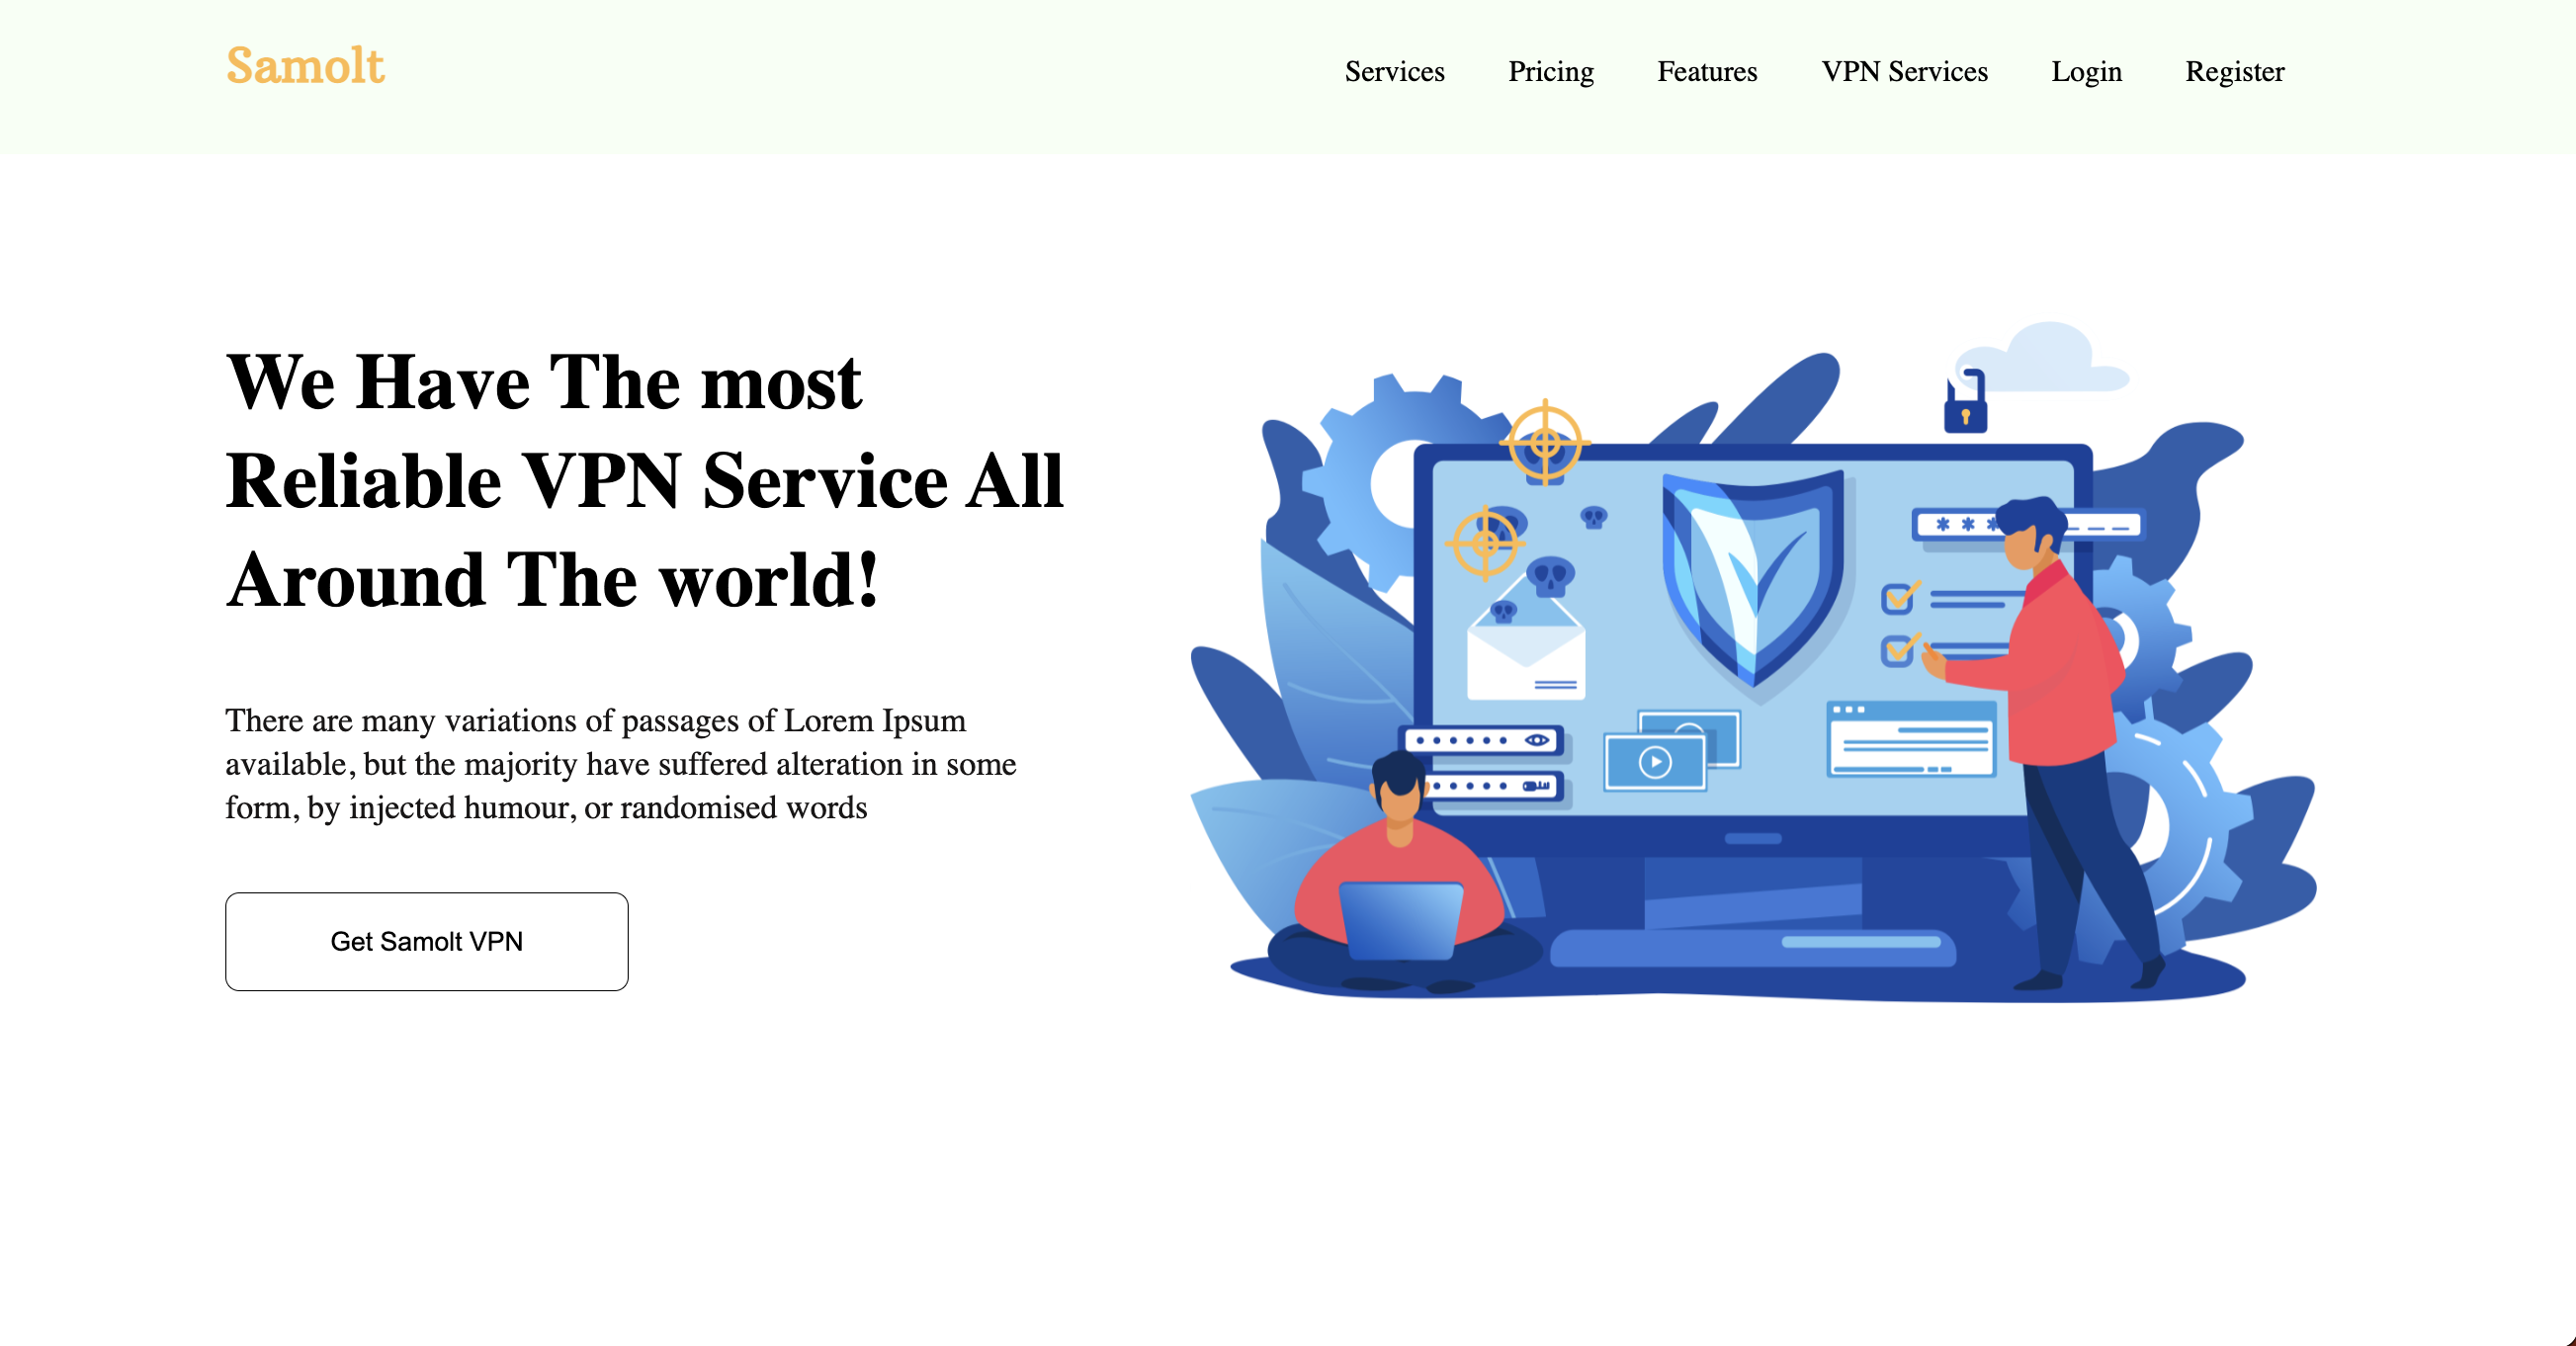 Samolt
Services Pricing Features VPN Services Login Register
We Have The most
Reliable VPN Service All
Around The world!
There are many variations of passages of Lorem Ipsum
available, but the majority have suffered alteration in some
form, by injected humour, or randomised words
Get Samolt VPN